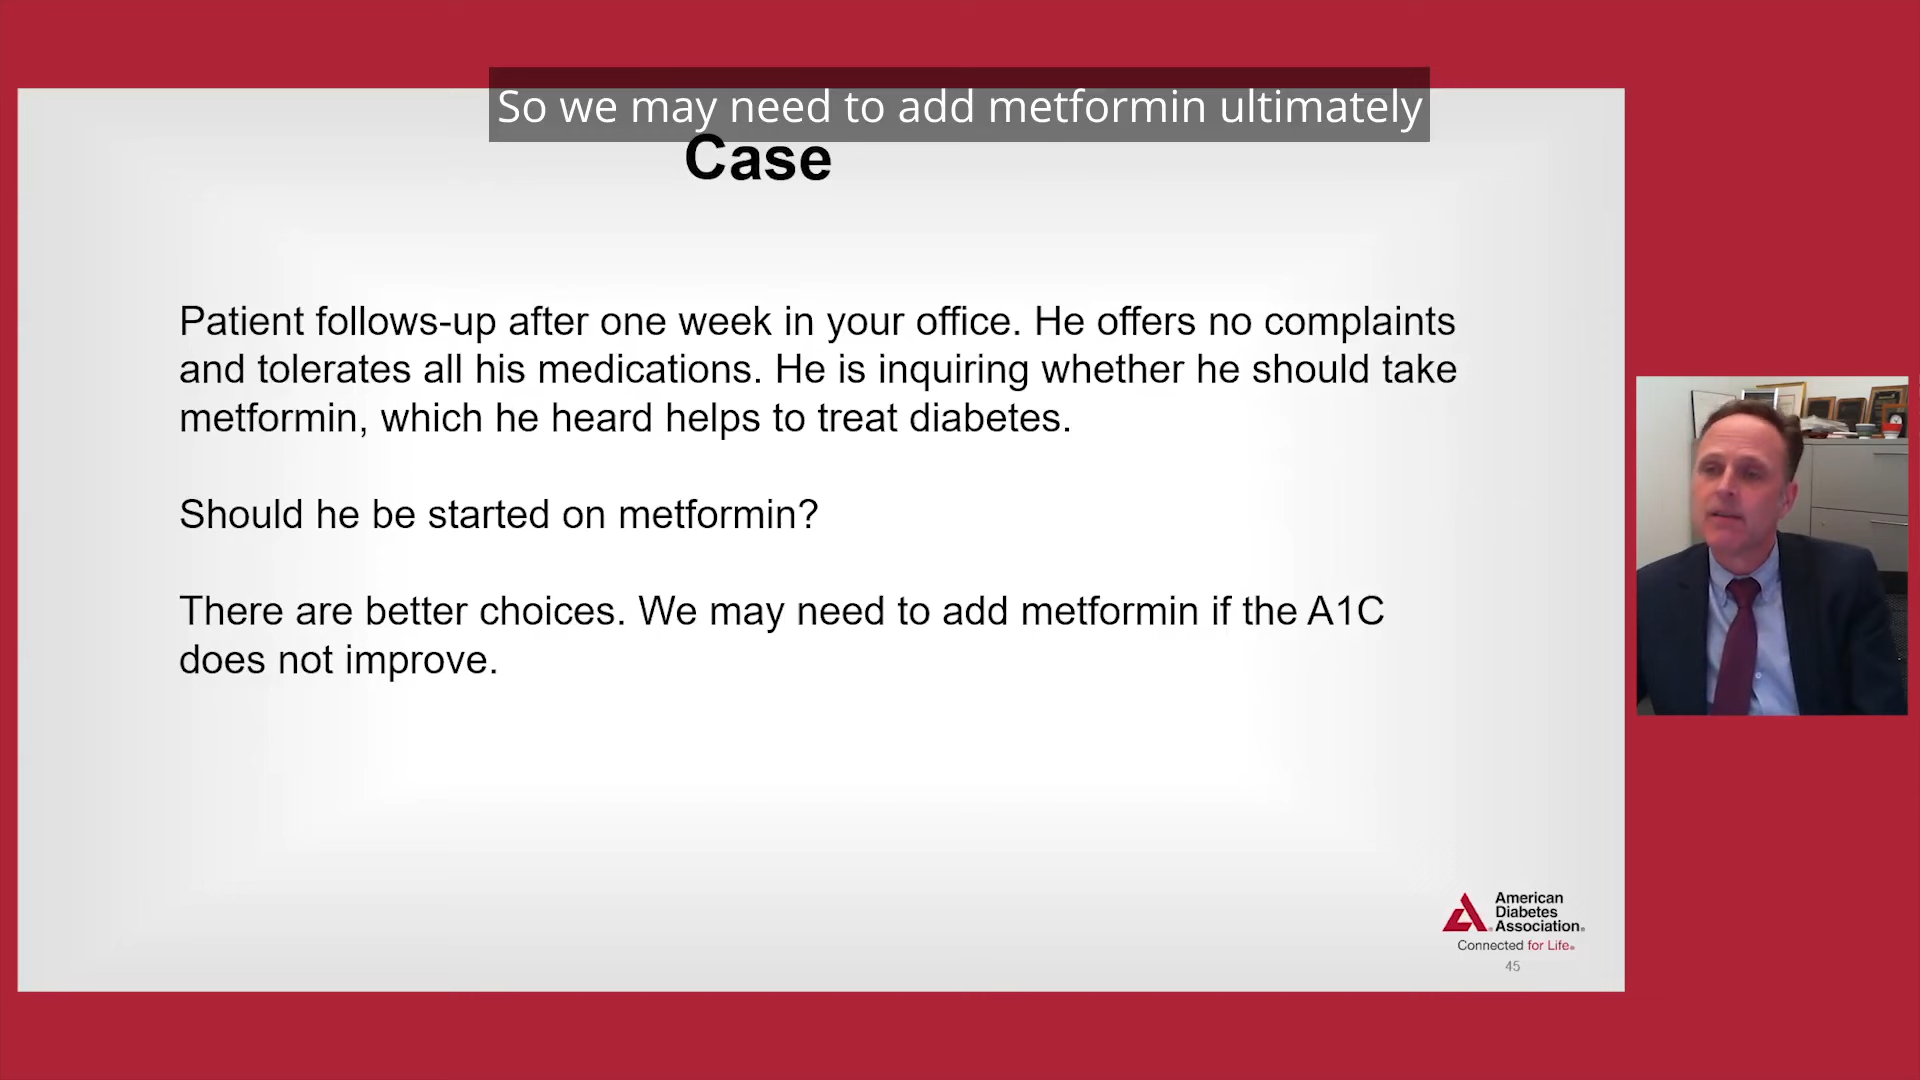 So we may need to add metformin ultimately
Case
Patient follows-up after one week in your office. He offers no complaints
and tolerates all his medications. He is inquiring whether he should take
metformin, which he heard helps to treat diabetes.
Should he be started on metformin?
There are better choices. We may need to add metformin if the A1C
does not improve.
American
Diabetes
Association®
Connected for Life®
45